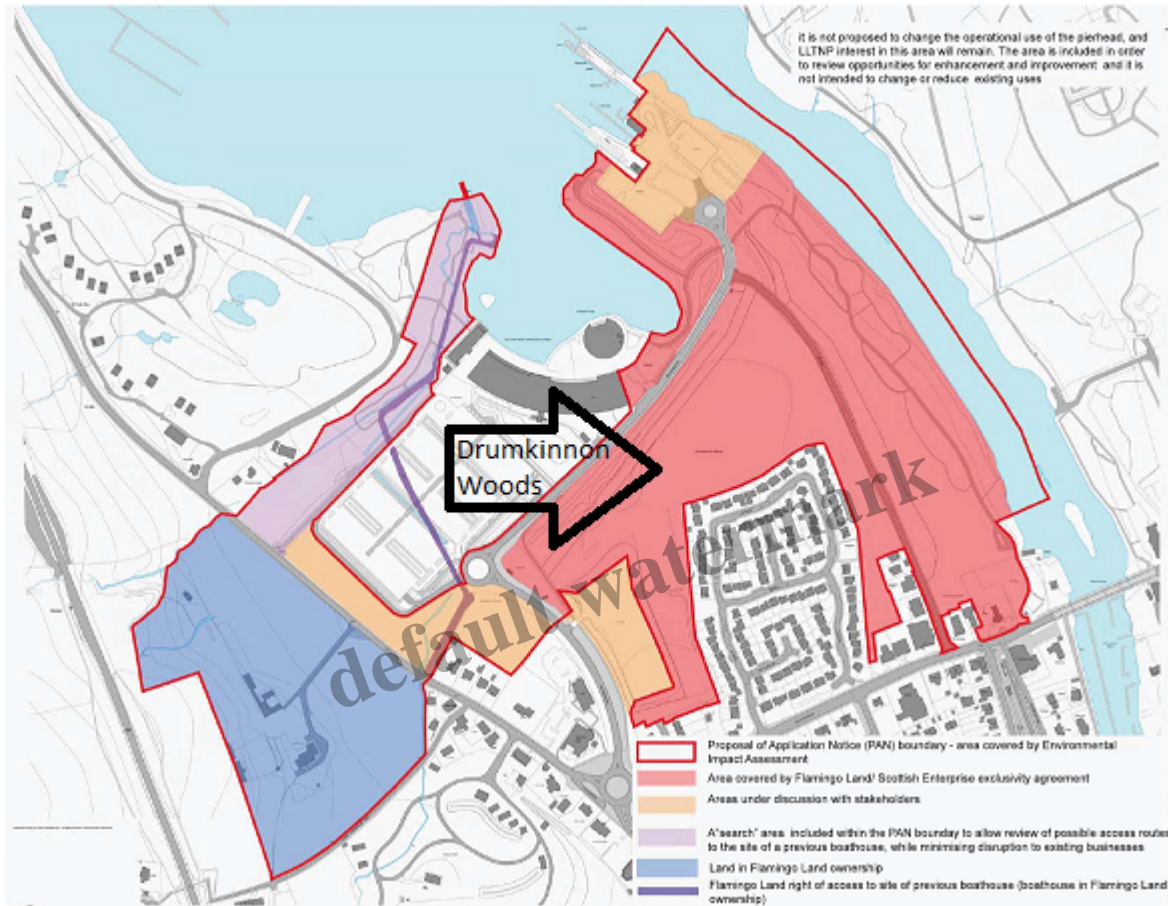 it is not proposed to change the operational use of the pierhead, and
LLTNP interest in this area will remain. The area is included in order
to review opportunities for enhancement and improvement and it is
not intended to change or reduce existing uses
Drumkinnon
Woods
default watermark
Proposal of Application Notice (PAN) boundary - area covered by Environmental
Impact Assessment
Area covered by Flamingo Land/ Scottish Enterprise exclusivity agreement
Areas under discussion with stakeholders
A"search" area included within the PAN bounday to allow review of possible access routes
to the site of a previous boathouse, while minimising disruption to existing businesses
Land in Flamingo Land ownership
Flamingo Land right of access to site of previous boathouse (boathouse in Flamingo Land
ownership)